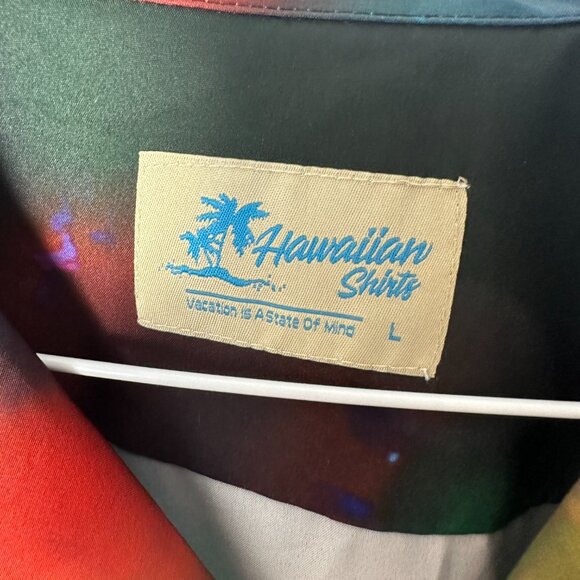 Hawaiian
Shirts
Vacation is A State Of Mind
L